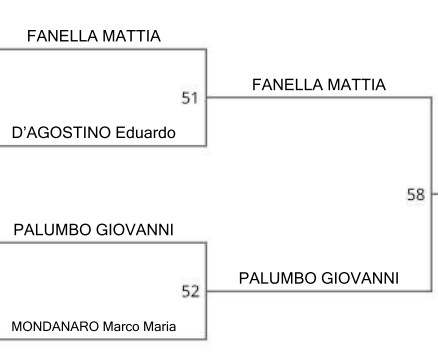 FANELLA MATTIA
51
FANELLA MATTIA
D'AGOSTINO Eduardo
58
PALUMBO GIOVANNI
52
PALUMBO GIOVANNI
MONDANARO Marco Maria